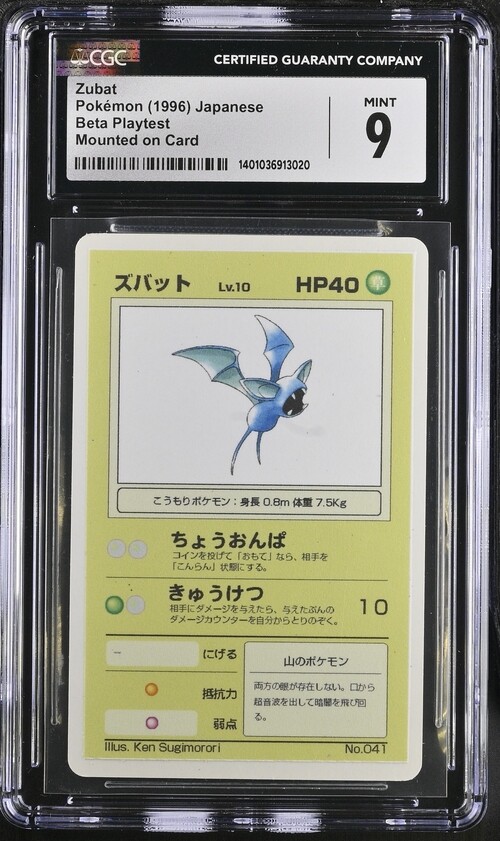 CGC
CERTIFIED GUARANTY COMPANY
Zubat
Pokémon (1996) Japanese
Beta Playtest
Mounted on Card
MINT
9
1401036913020
ズバット Lv.10 HP40 草
こうもりポケモン：身長 0.8m 体重 7.5Kg
ちょうおんぱ
コインを投げて「おもて」なら、相手を
「こんらん」状態にする。
きゅうけつ 10
相手にダメージを与えたら、与えたぶんの
ダメージカウンターを自分からとりのぞく。
にげる
抵抗力
弱点
山のポケモン
両方の眼が存在しない。口から
超音波を出して暗闇を飛び回
る。
Illus. Ken Sugimorori No.041